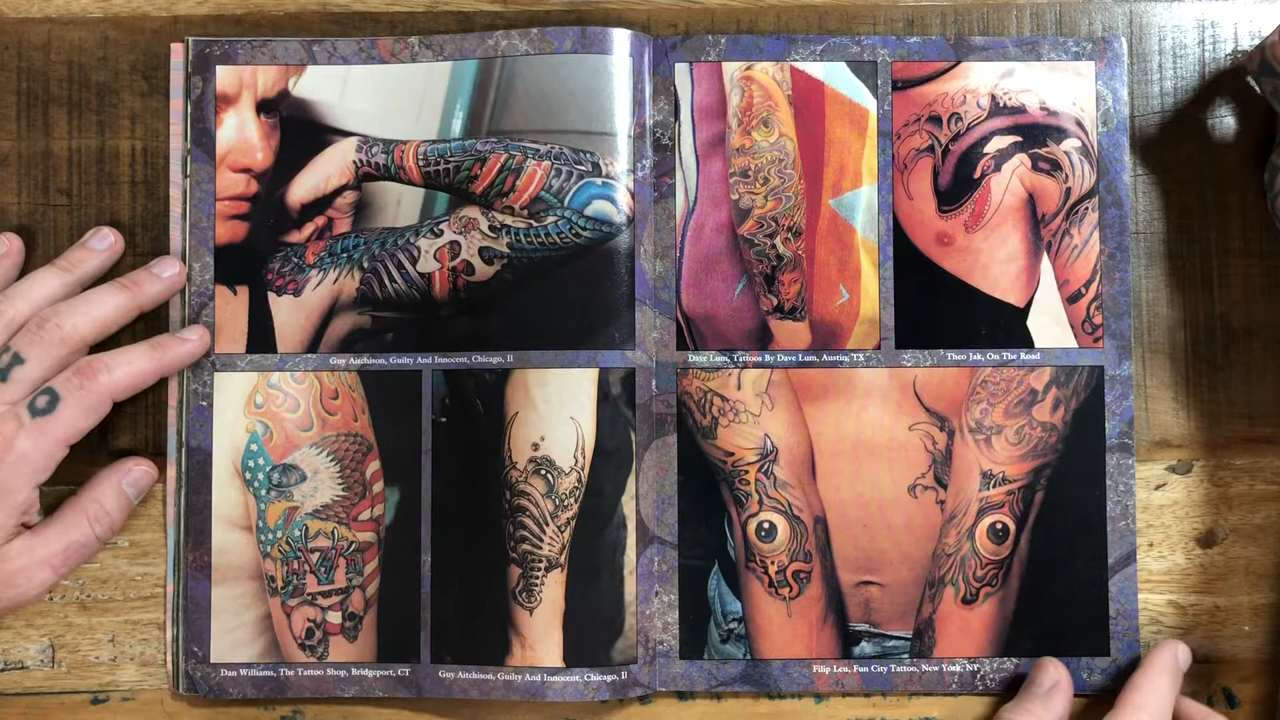 Guy Aitchison, Guilty And Innocent, Chicago, Il
Dave Lum, Tattoos By Dave Lum, Austin, TX
Theo Jak, On The Road
Dan Williams, The Tattoo Shop, Bridgeport, CT
Guy Aitchison, Guilty And Innocent, Chicago, Il
Filip Leu, Fun City Tattoo, New York, NY